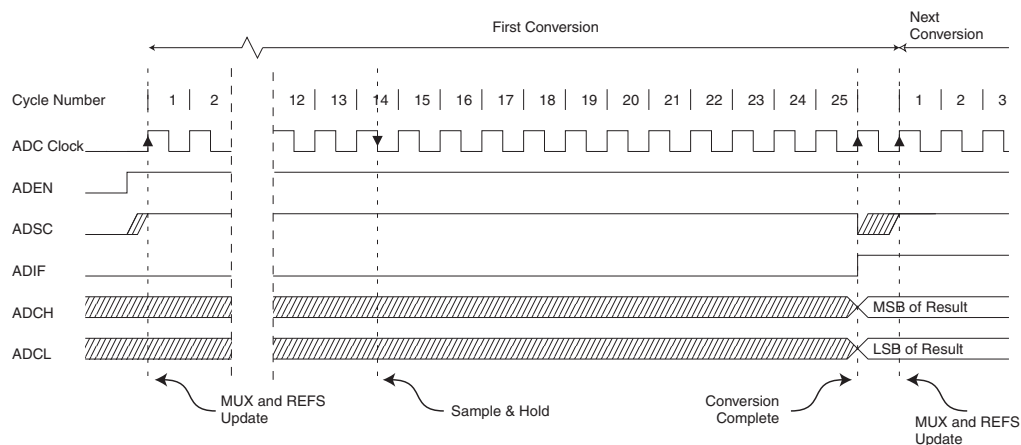 First Conversion
Next
Conversion
Cycle Number 1 2 12 13 14 15 16 17 18 19 20 21 22 23 24 25 1 2 3
ADC Clock
ADEN
ADSC
ADIF
ADCH MSB of Result
ADCL LSB of Result
MUX and REFS
Update
Sample & Hold
Conversion
Complete
MUX and REFS
Update